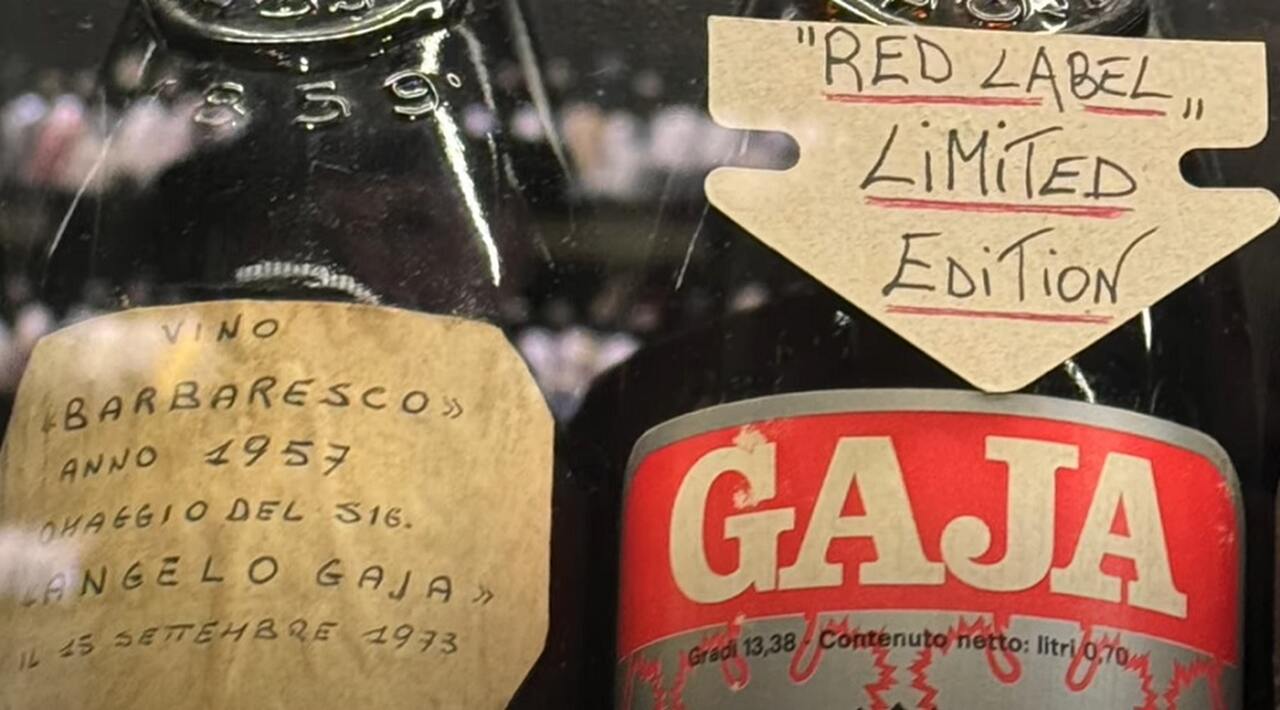 859
VINO
«BARBARESCO»
ANNO 1957
OMAGGIO DEL SIG.
«ANGELO GAJA»
IL 15 SETTEMBRE 1973
"RED LABEL„
LiMiTED
EDiTiON
GAJA
Gradi 13,38 - Contenuto netto: litri 0,70